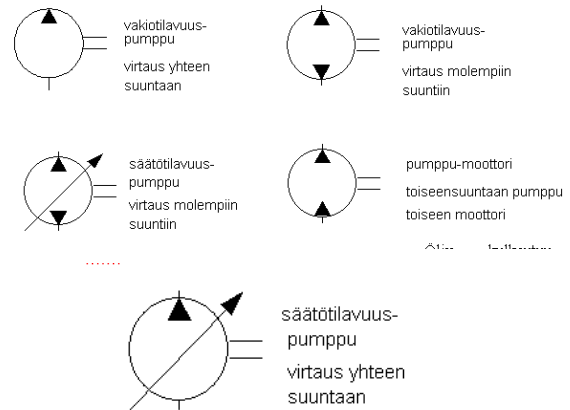 vakiotilavuus-
pumppu
virtaus yhteen
suuntaan
vakiotilavuus-
pumppu
virtaus molempiin
suuntiin
säätötilavuus-
pumppu
virtaus molempiin
suuntiin
pumppu-moottori
toiseensuuntaan pumppu
toiseen moottori
säätötilavuus-
pumppu
virtaus yhteen
suuntaan